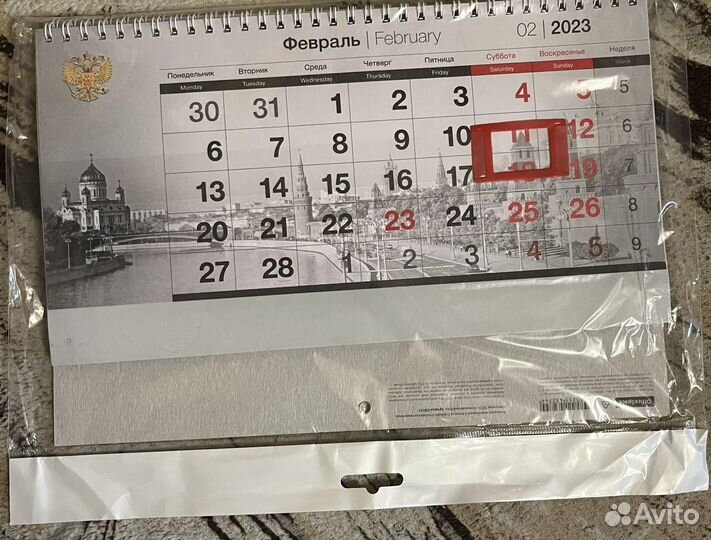 Февраль | February 02 | 2023
Понедельник Вторник Среда Четверг Пятница Суббота Воскресенье Неделя
Monday Tuesday Wednesday Thursday Friday Saturday Sunday Week
30 31 1 2 3 4 5 5
6 7 8 9 10 12 6
13 14 15 16 17 18 19 7
20 21 22 23 24 25 26 8
27 28 1 2 3 4 5 9
OfficeSpace
Avito